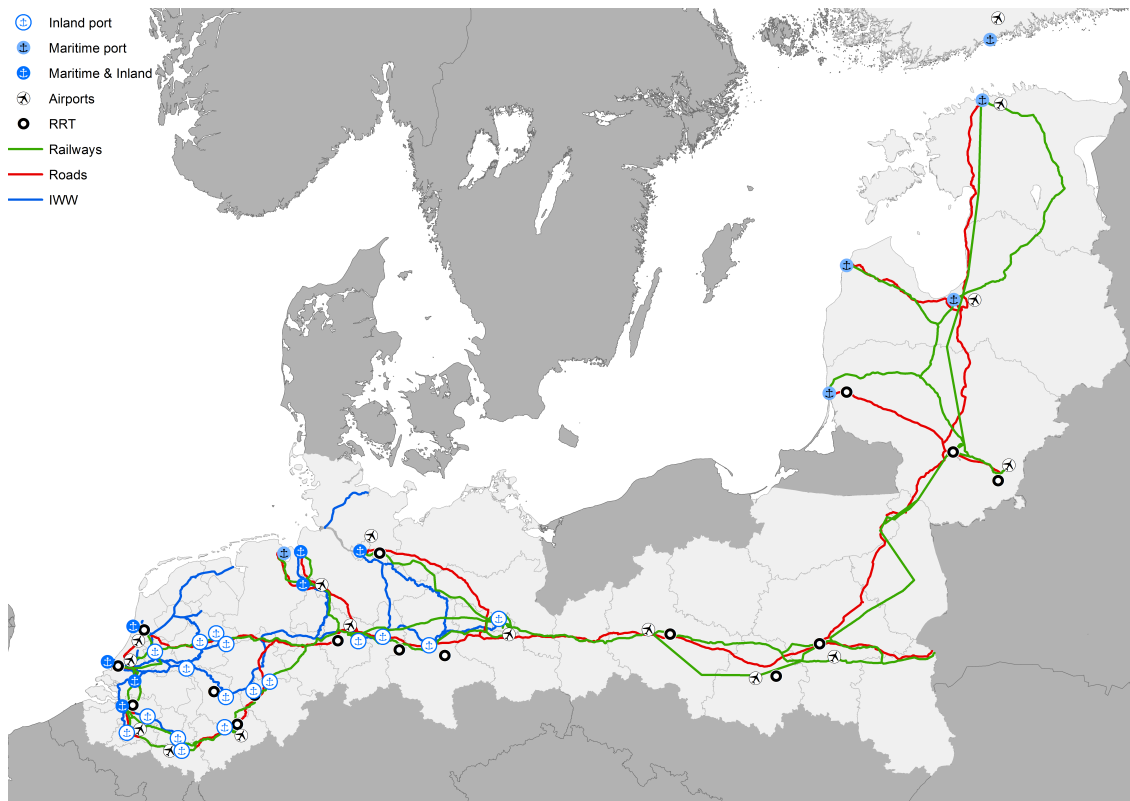 Inland port
Maritime port
Maritime & Inland
Airports
RRT
Railways
Roads
IWW